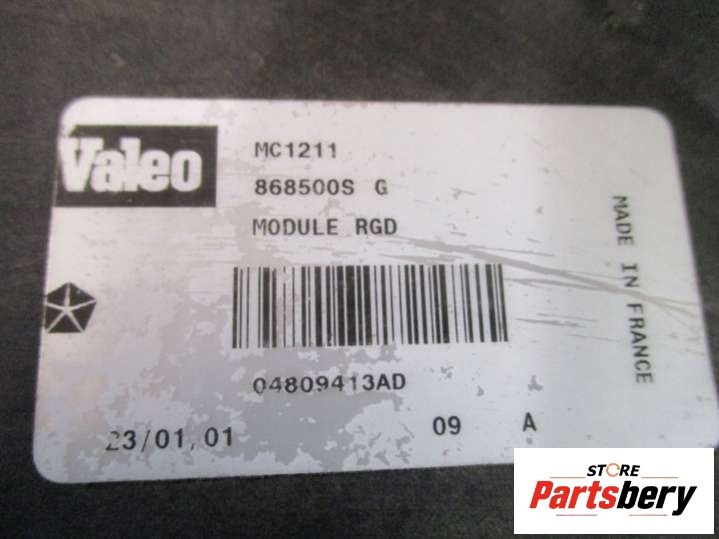 Valeo
MC1211
868500S G
MODULE RGD
MADE IN FRANCE
04809413AD
23/01.01
09 A
STORE
Partsbery